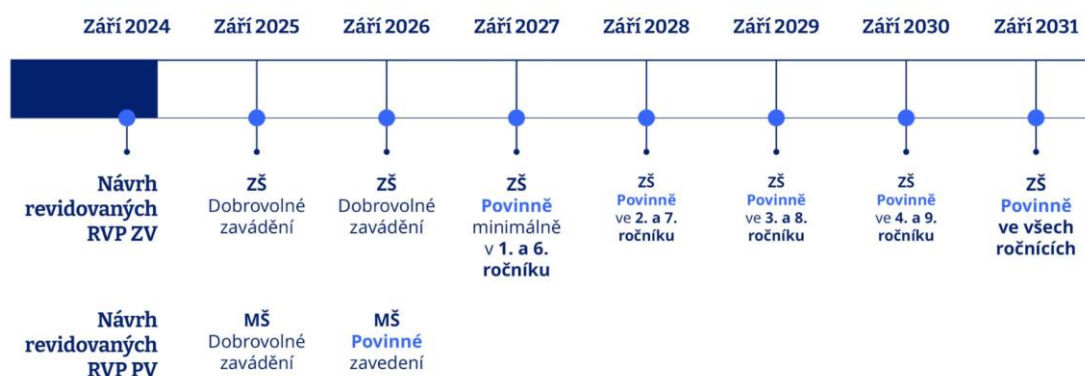 Září 2024
Září 2025
Září 2026
Září 2027
Září 2028
Září 2029
Září 2030
Září 2031
Návrh
revidovaných
RVP ZV
ZŠ
Dobrovolné
zavádění
ZŠ
Dobrovolné
zavádění
ZŠ
Povinně
minimálně
v 1. a 6.
ročníku
ZŠ
Povinně
ve 2. a 7.
ročníku
ZŠ
Povinně
ve 3. a 8.
ročníku
ZŠ
Povinně
ve 4. a 9.
ročníku
ZŠ
Povinně
ve všech
ročnících
Návrh
revidovaných
RVP PV
MŠ
Dobrovolné
zavádění
MŠ
Povinné
zavedení